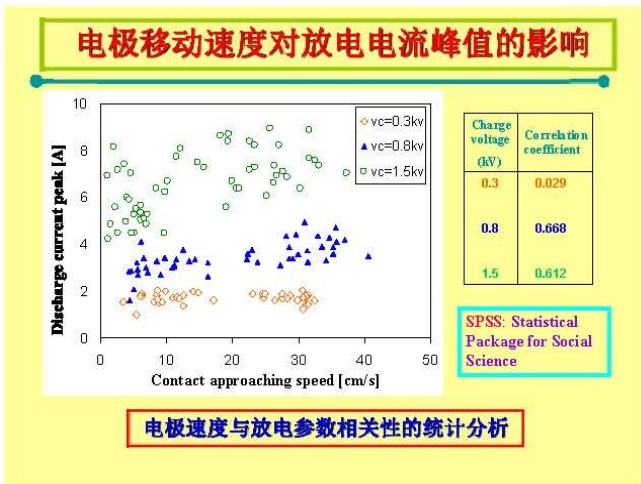 电极移动速度对放电电流峰值的影响
10
8
6
4
2
0
Discharge current peak [A]
vc=0.3kv
vc=0.8kv
vc=1.5kv
0 10 20 30 40 50
Contact approaching speed [cm/s]
Charge voltage (kV) Correlation coefficient
0.3 0.029
0.8 0.668
1.5 0.612
SPSS: Statistical
Package for Social
Science
电极速度与放电参数相关性的统计分析